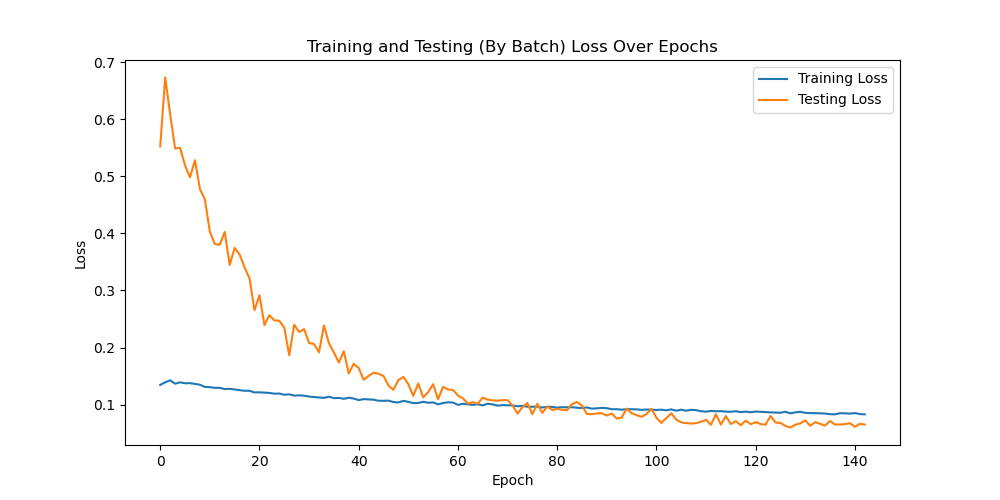 Training and Testing (By Batch) Loss Over Epochs
Training Loss
Testing Loss
0.7
0.6
0.5
0.4
0.3
0.2
0.1
Loss
0 20 40 60 80 100 120 140
Epoch